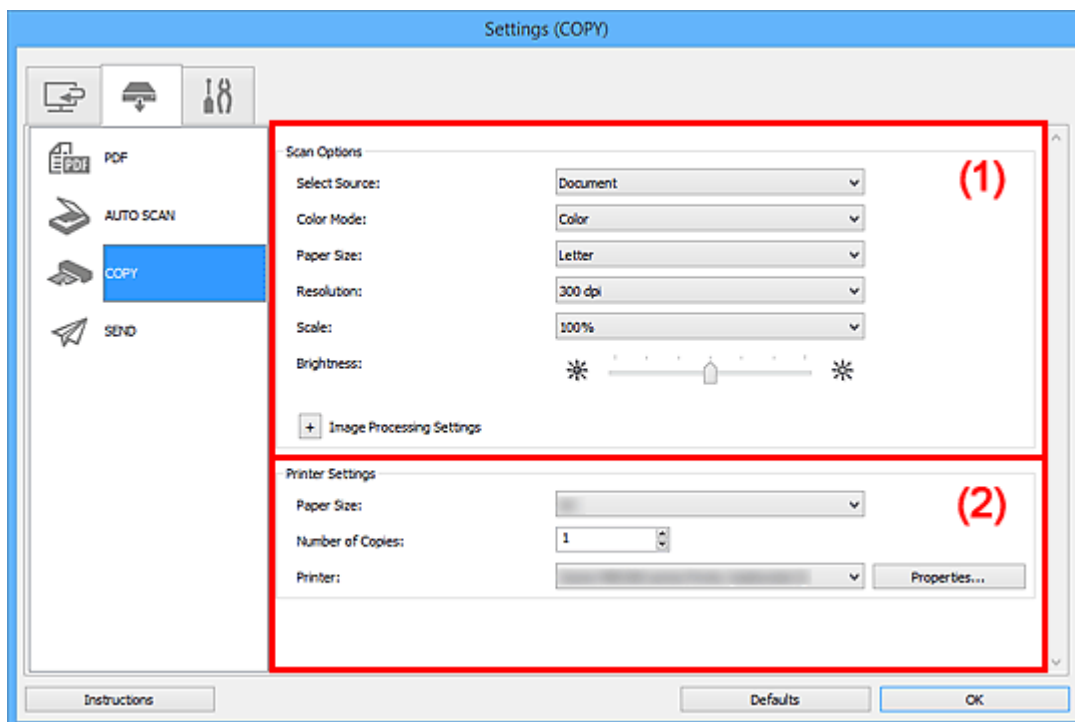 Settings (COPY)
PDF
PDF
AUTO SCAN
COPY
SEND
Scan Options
(1)
Select Source: Document
Color Mode: Color
Paper Size: Letter
Resolution: 300 dpi
Scale: 100%
Brightness:
+ Image Processing Settings
Printer Settings
(2)
Paper Size:
Number of Copies: 1
Printer: Properties...
Instructions Defaults OK